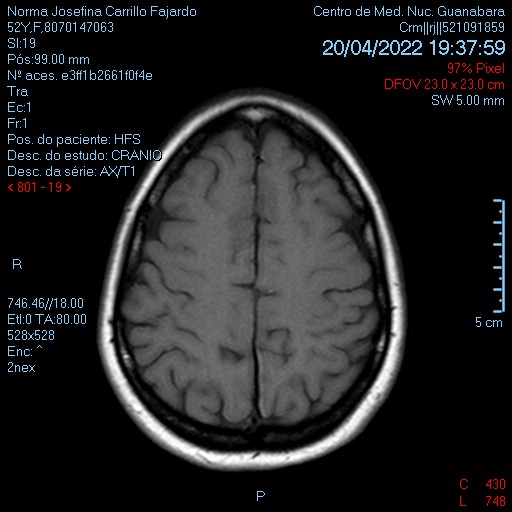 Norma Josefina Carrillo Fajardo
52Y,F,8070147063
Sl:19
Pós:99.00 mm
Nº aces. e3ff1b2661f0f4e
Tra
Ec:1
Fr:1
Pos. do paciente: HFS
Desc. do estudo: CRANIO
Desc. da série: AX/T1
< 801 - 19 >
Centro de Med. Nuc. Guanabara
Crm||rj||521091859
20/04/2022 19:37:59
97% Pixel
DFOV 23.0 x 23.0 cm
SW 5.00 mm
R
5 cm
746.46//18.00
Etl:0 TA:80.00
528x528
Enc: ^
2nex
P
C 430
L 748